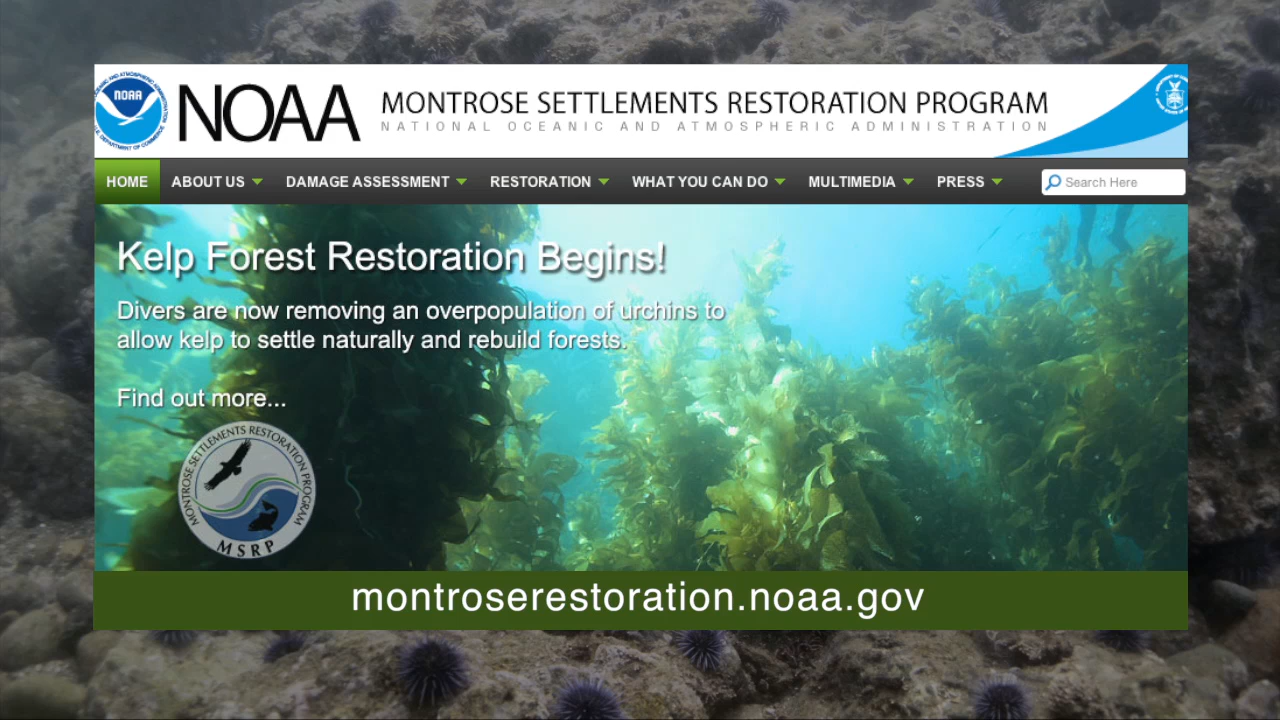 NOAA
NOAA
MONTROSE SETTLEMENTS RESTORATION PROGRAM
NATIONAL OCEANIC AND ATMOSPHERIC ADMINISTRATION
HOME ABOUT US DAMAGE ASSESSMENT RESTORATION WHAT YOU CAN DO MULTIMEDIA PRESS Search Here
Kelp Forest Restoration Begins!
Divers are now removing an overpopulation of urchins to
allow kelp to settle naturally and rebuild forests.
Find out more...
MONTROSE SETTLEMENTS RESTORATION PROGRAM
MSRP
montroserestoration.noaa.gov